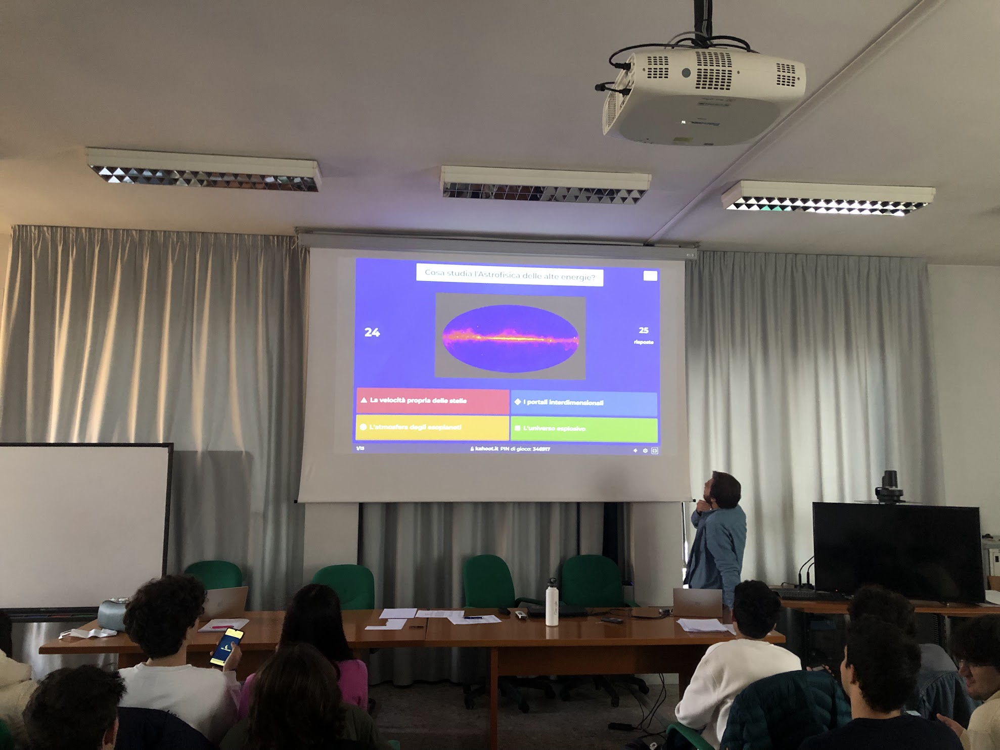 Cosa studia l'Astrofisica delle alte energie?
24
25
risposte
La velocità propria delle stelle
I portali interdimensionali
L'atmosfera degli esopianeti
L'universo esplosivo
1/13
kahoot.it PIN di gioco: 346917